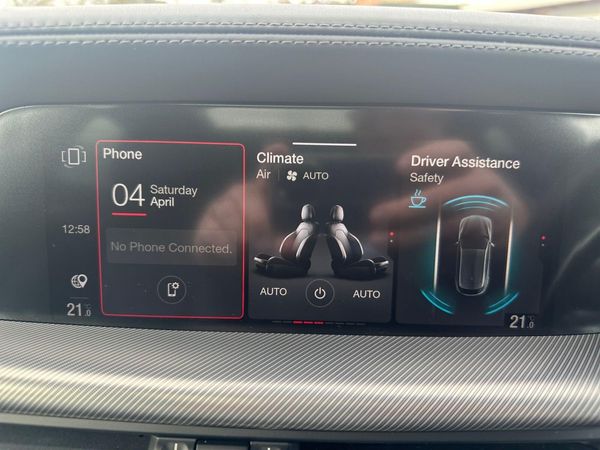 Phone
04 Saturday
April
12:58
No Phone Connected.
21.0°C
Climate
Air AUTO
AUTO AUTO
Driver Assistance
Safety
21.0°C